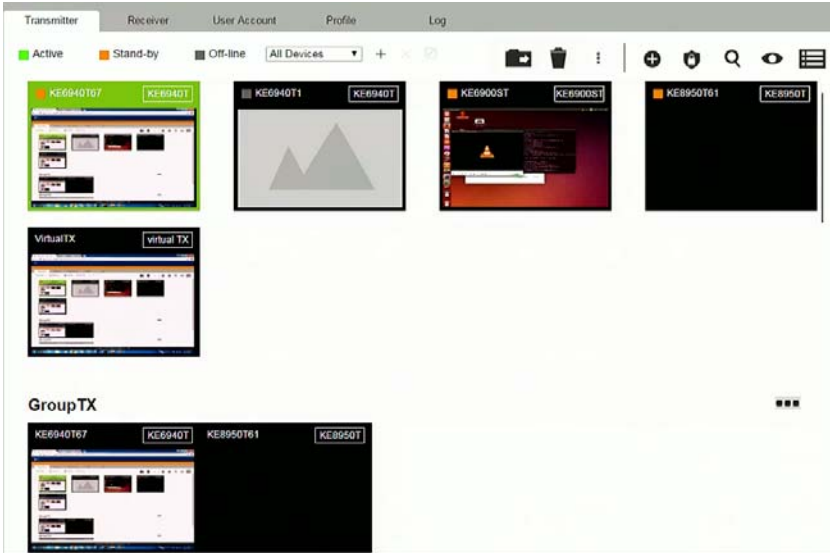 Transmitter Receiver User Account Profile Log
Active Stand-by Off-line All Devices
KE6940T67 KE6940T KE6940T1 KE6940T KE6900ST KE6900ST KE8950T61 KE8950T
VirtualTX virtual TX
GroupTX
KE6940T67 KE6940T KE8950T61 KE8950T